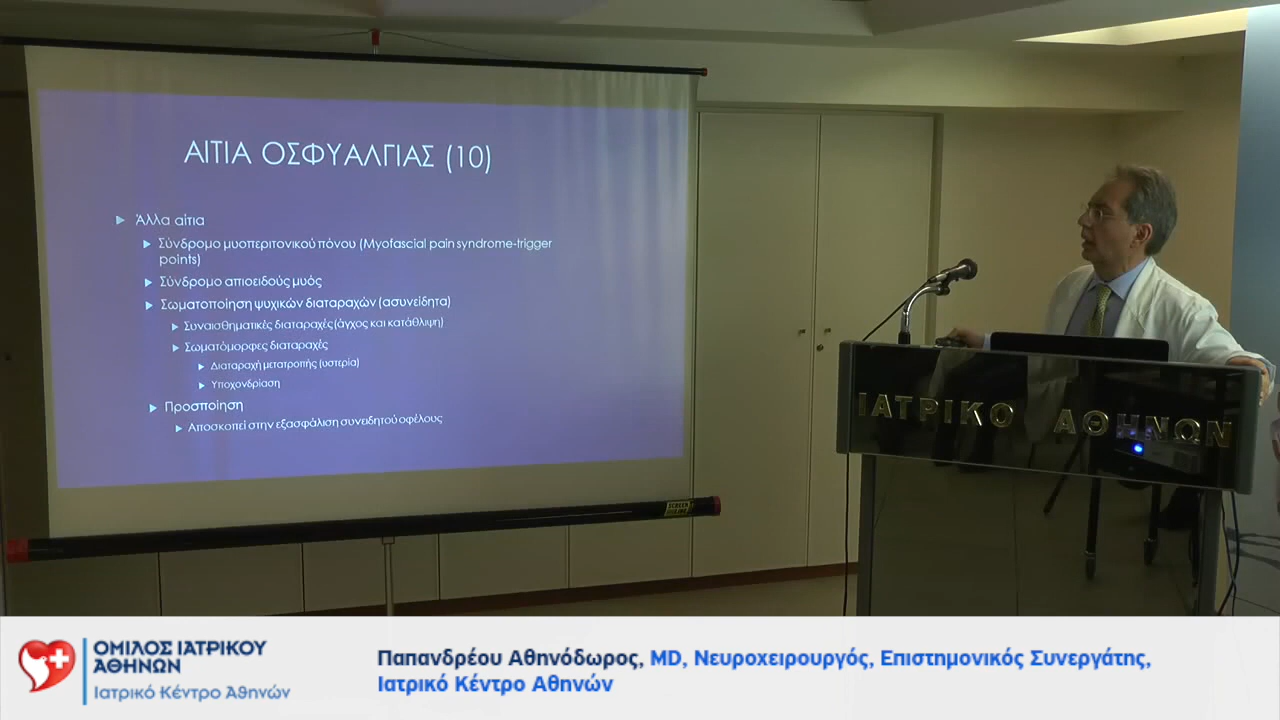 ΑΙΤΙΑ ΟΣΦΥΑΛΓΙΑΣ (10)
Άλλα αίτια
Σύνδρομο μυοπεριτονικού πόνου (Myofascial pain syndrome-trigger
points)
Σύνδρομο απιοειδούς μυός
Σωματοποίηση ψυχικών διαταραχών (ασυνείδητα)
Συναισθηματικές διαταραχές (άγχος και κατάθλιψη)
Σωματόμορφες διαταραχές
Διαταραχή μετατροπής (υστερία)
Υποχονδρίαση
Προσποίηση
Αποσκοπεί στην εξασφάλιση συνειδητού οφέλους
ΙΑΤΡΙΚΟ ΑΘΗΝΩΝ
ΟΜΙΛΟΣ ΙΑΤΡΙΚΟΥ
ΑΘΗΝΩΝ
Ιατρικό Κέντρο Αθηνών
Παπανδρέου Αθηνόδωρος, MD, Νευροχειρουργός, Επιστημονικός Συνεργάτης,
Ιατρικό Κέντρο Αθηνών